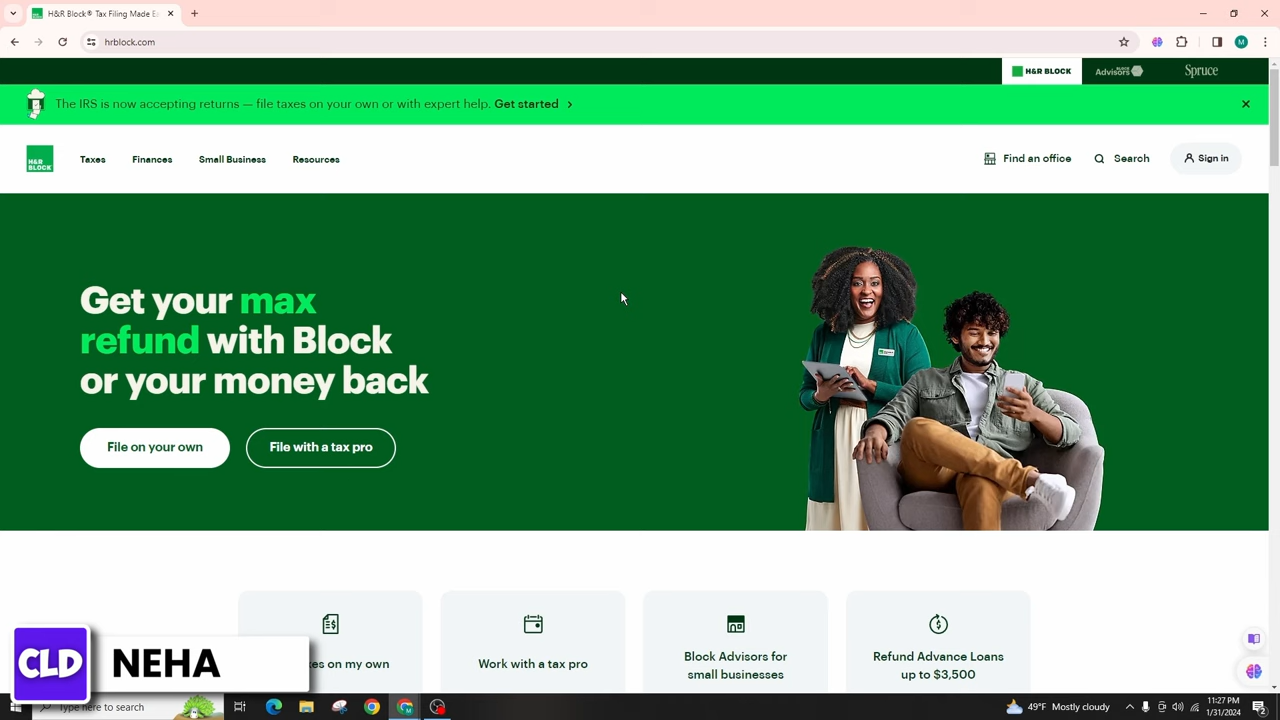 H&R Block® Tax Filing Made Ea
hrblock.com
M
H&R BLOCK
BLOCK Advisors
Spruce
The IRS is now accepting returns — file taxes on your own or with expert help. Get started
H&R BLOCK
Taxes
Finances
Small Business
Resources
Find an office
Search
Sign in
Get your max
refund with Block
or your money back
File on your own
File with a tax pro
es on my own
Work with a tax pro
Block Advisors for
small businesses
Refund Advance Loans
up to $3,500
CLD
NEHA
Type here to search
49°F Mostly cloudy
11:27 PM
1/31/2024
2